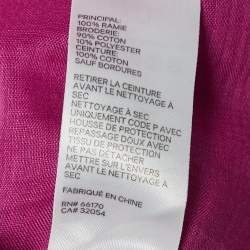 PRINCIPAL:
100% RAMIE
BRODERIE:
90% COTON
10% POLYESTER
CEINTURE:
100% COTON
SAUF BORDURES
RETIRER LA CEINTURE
AVANT LE NETTOYAGE À
SEC
NETTOYAGE À SEC
UNIQUEMENT CODE P AVEC
HOUSSE DE PROTECTION
REPASSAGE DOUX AVEC
TISSU DE PROTECTION
NE PAS DÉTACHER
METTRE SUR L'ENVERS
AVANT LE NETTOYAGE À
SEC
FABRIQUÉ EN CHINE
RN# 66170
CA# 32054